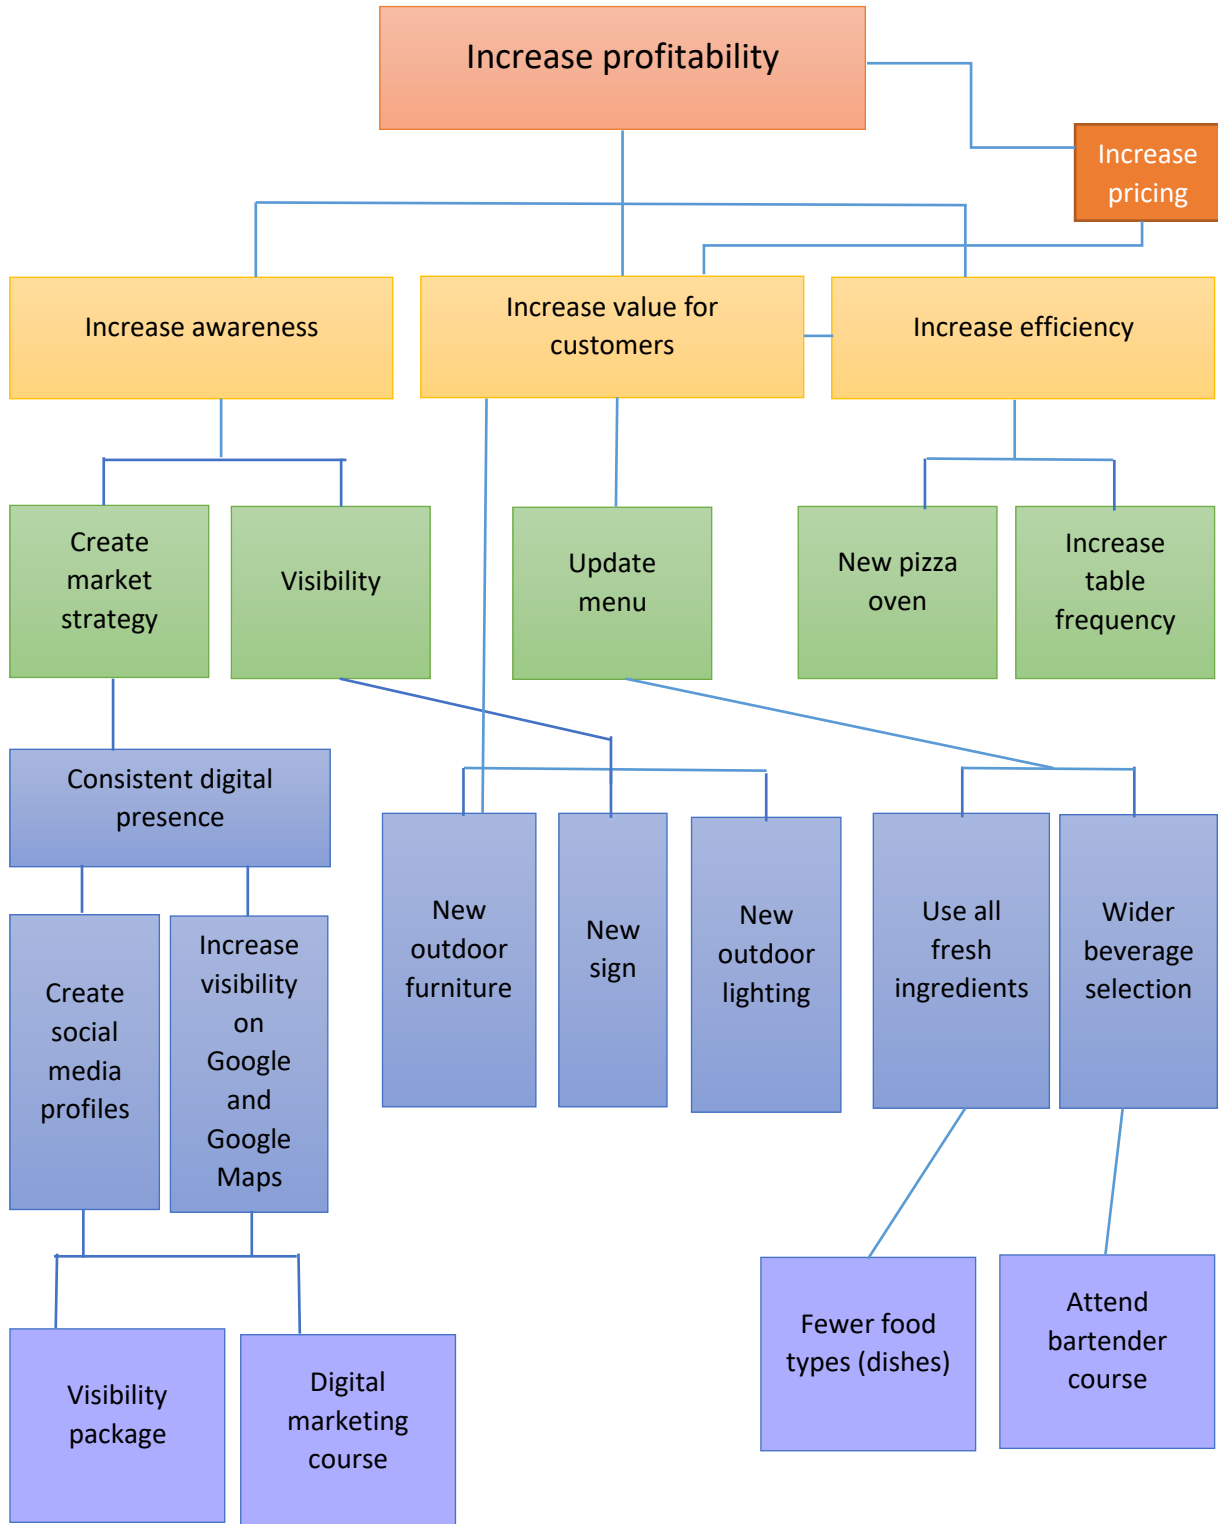 Increase profitability
Increase
pricing
Increase awareness
Increase value for
customers
Increase efficiency
Create
market
strategy
Visibility
Update
menu
New pizza
oven
Increase
table
frequency
Consistent digital
presence
Create
social
media
profiles
Increase
visibility
on
Google
and
Google
Maps
New
outdoor
furniture
New
sign
New
outdoor
lighting
Use all
fresh
ingredients
Wider
beverage
selection
Visibility
package
Digital
marketing
course
Fewer food
types (dishes)
Attend
bartender
course